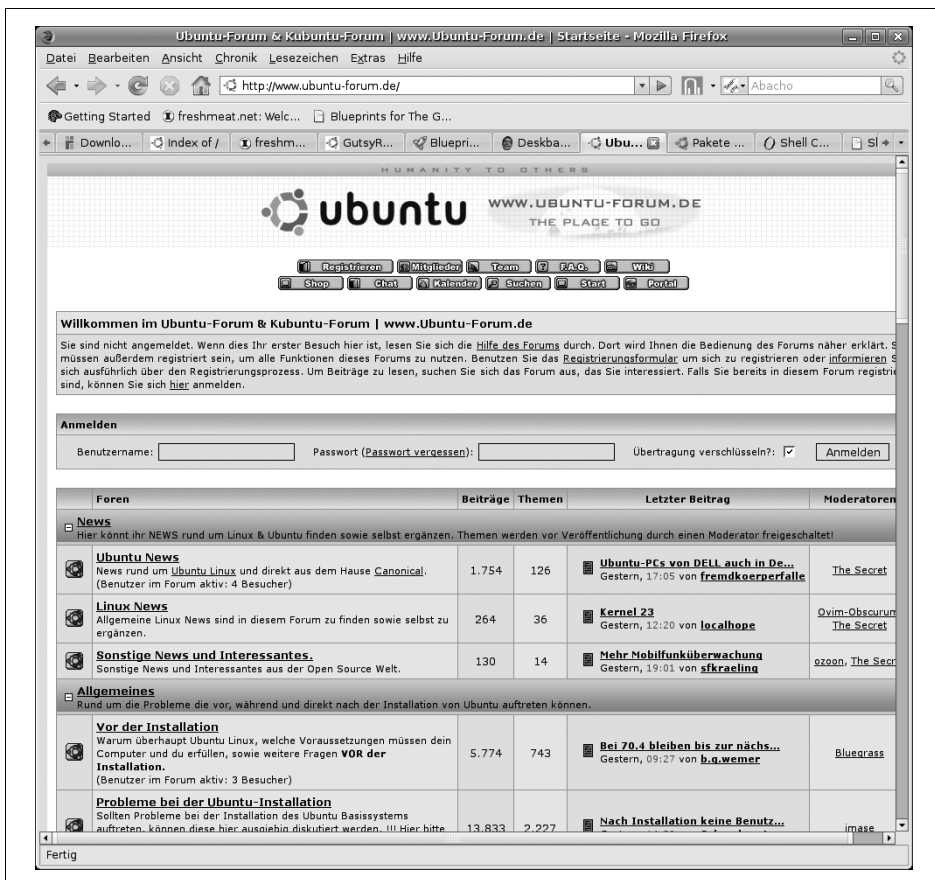 Ubuntu-Forum & Kubuntu-Forum | www.Ubuntu-Forum.de | Startseite - Mozilla Firefox
Datei Bearbeiten Ansicht Chronik Lesezeichen Extras Hilfe
http://www.ubuntu-forum.de/ Abacho
Getting Started freshmeat.net: Welc... Blueprints for The G...
Downlo... Index of / freshm... GutsyR... Bluepri... Deskba... Ubu... Pakete ... Shell C... Sl
HUMANITY TO OTHERS
ubuntu WWW.UBUNTU-FORUM.DE
THE PLACE TO GO
Registrieren Mitglieder Team F.A.Q. Wiki
Shop Chat Kalender Suchen Start Portal
Willkommen im Ubuntu-Forum & Kubuntu-Forum | www.Ubuntu-Forum.de
Sie sind nicht angemeldet. Wenn dies Ihr erster Besuch hier ist, lesen Sie sich die Hilfe des Forums durch. Dort wird Ihnen die Bedienung des Forums näher erklärt. S
müssen außerdem registriert sein, um alle Funktionen dieses Forums zu nutzen. Benutzen Sie das Registrierungsformular um sich zu registrieren oder informieren S
sich ausführlich über den Registrierungsprozess. Um Beiträge zu lesen, suchen Sie sich das Forum aus, das Sie interessiert. Falls Sie bereits in diesem Forum registrie
sind, können Sie sich hier anmelden.
Anmelden
Benutzername: Passwort (Passwort vergessen): Übertragung verschlüsseln?: Anmelden
Foren Beiträge Themen Letzter Beitrag Moderatoren
News
Hier könnt ihr NEWS rund um Linux & Ubuntu finden sowie selbst ergänzen. Themen werden vor Veröffentlichung durch einen Moderator freigeschaltet!
Ubuntu News
News rund um Ubuntu Linux und direkt aus dem Hause Canonical.
(Benutzer im Forum aktiv: 4 Besucher)
1.754 126
Ubuntu-PCs von DELL auch in De...
Gestern, 17:05 von fremdkoerperfalle
The Secret
Linux News
Allgemeine Linux News sind in diesem Forum zu finden sowie selbst zu
ergänzen.
264 36
Kernel 23
Gestern, 12:20 von localhope
Ovim-Obscurum
The Secret
Sonstige News und Interessantes.
Sonstige News und Interessantes aus der Open Source Welt.
130 14
Mehr Mobilfunküberwachung
Gestern, 19:01 von sfkraeling
ozoon, The Secr
Allgemeines
Rund um die Probleme die vor, während und direkt nach der Installation von Ubuntu auftreten können.
Vor der Installation
Warum überhaupt Ubuntu Linux, welche Voraussetzungen müssen dein
Computer und du erfüllen, sowie weitere Fragen VOR der
Installation.
(Benutzer im Forum aktiv: 3 Besucher)
5.774 743
Bei 70.4 bleiben bis zur nächs...
Gestern, 09:27 von b.q.wemer
Bluegrass
Probleme bei der Ubuntu-Installation
Sollten Probleme bei der Installation des Ubuntu Basissystems
auftreten, können diese hier ausgiebig diskutiert werden. !!! Hier bitte
13.833 2.227
Nach Installation keine Benutz...
imase
Fertig